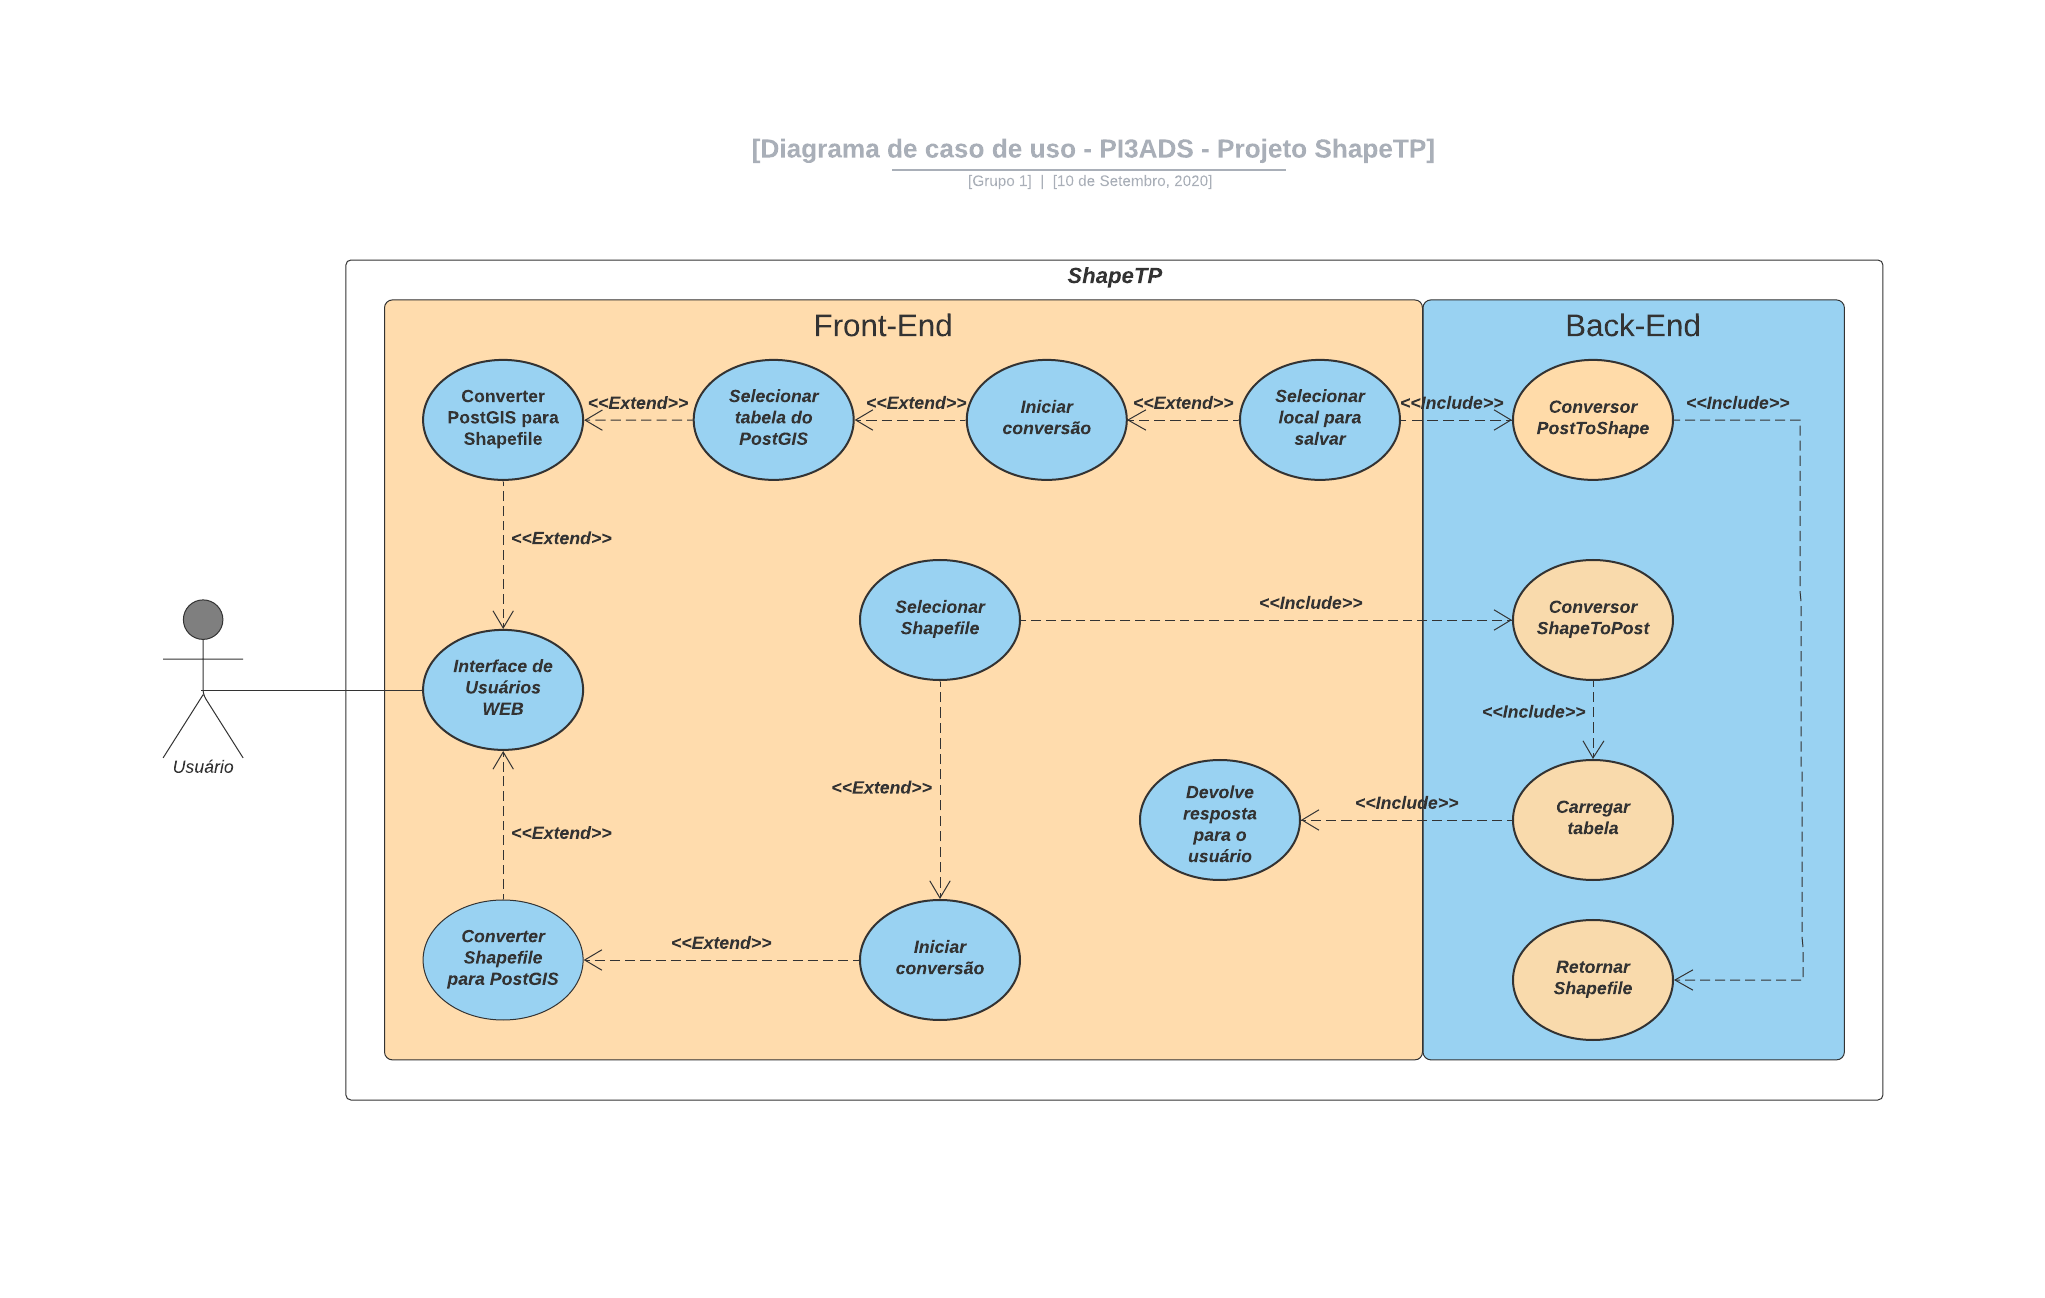 [Diagrama de caso de uso - PI3ADS - Projeto ShapeTP]
[Grupo 1] | [10 de Setembro, 2020]
ShapeTP
Front-End
Back-End
Converter
PostGIS para
Shapefile
<<Extend>>
Selecionar
tabela do
PostGIS
<<Extend>>
Iniciar
conversão
<<Extend>>
Selecionar
local para
salvar
<<Include>>
Conversor
PostToShape
<<Include>>
<<Extend>>
Selecionar
Shapefile
<<Include>>
Conversor
ShapeToPost
Interface de
Usuários
WEB
Usuário
<<Include>>
<<Extend>>
Devolve
resposta
para o
usuário
<<Include>>
Carregar
tabela
<<Extend>>
Converter
Shapefile
para PostGIS
<<Extend>>
Iniciar
conversão
Retornar
Shapefile